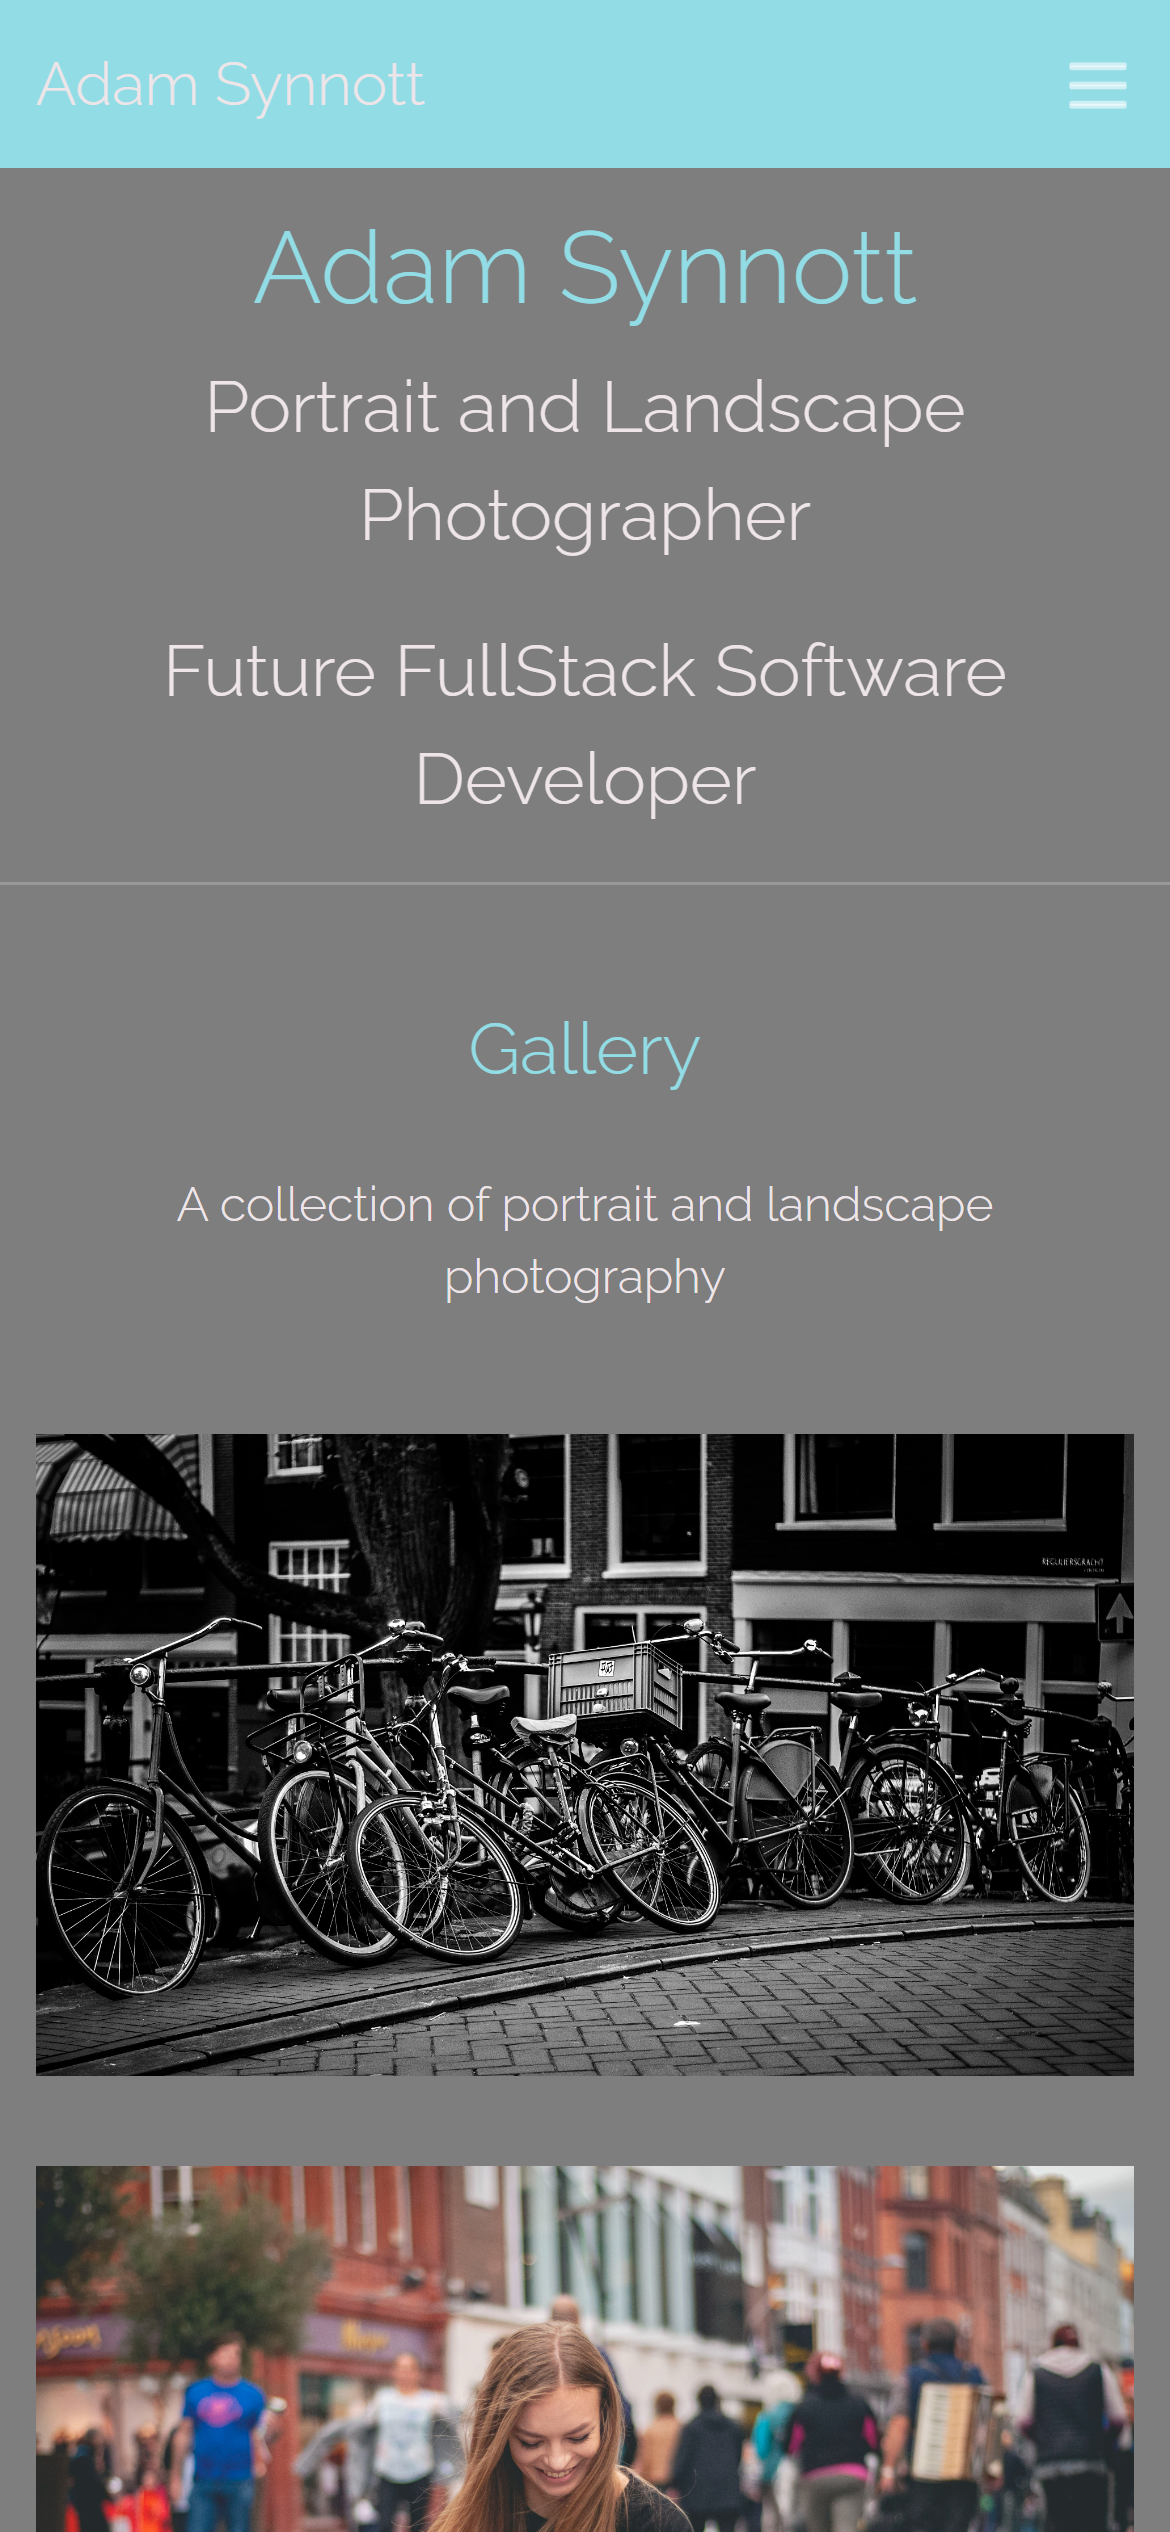 Adam Synnott
Adam Synnott
Portrait and Landscape
Photographer
Future FullStack Software
Developer
Gallery
A collection of portrait and landscape
photography
REGULIERSGRACHT